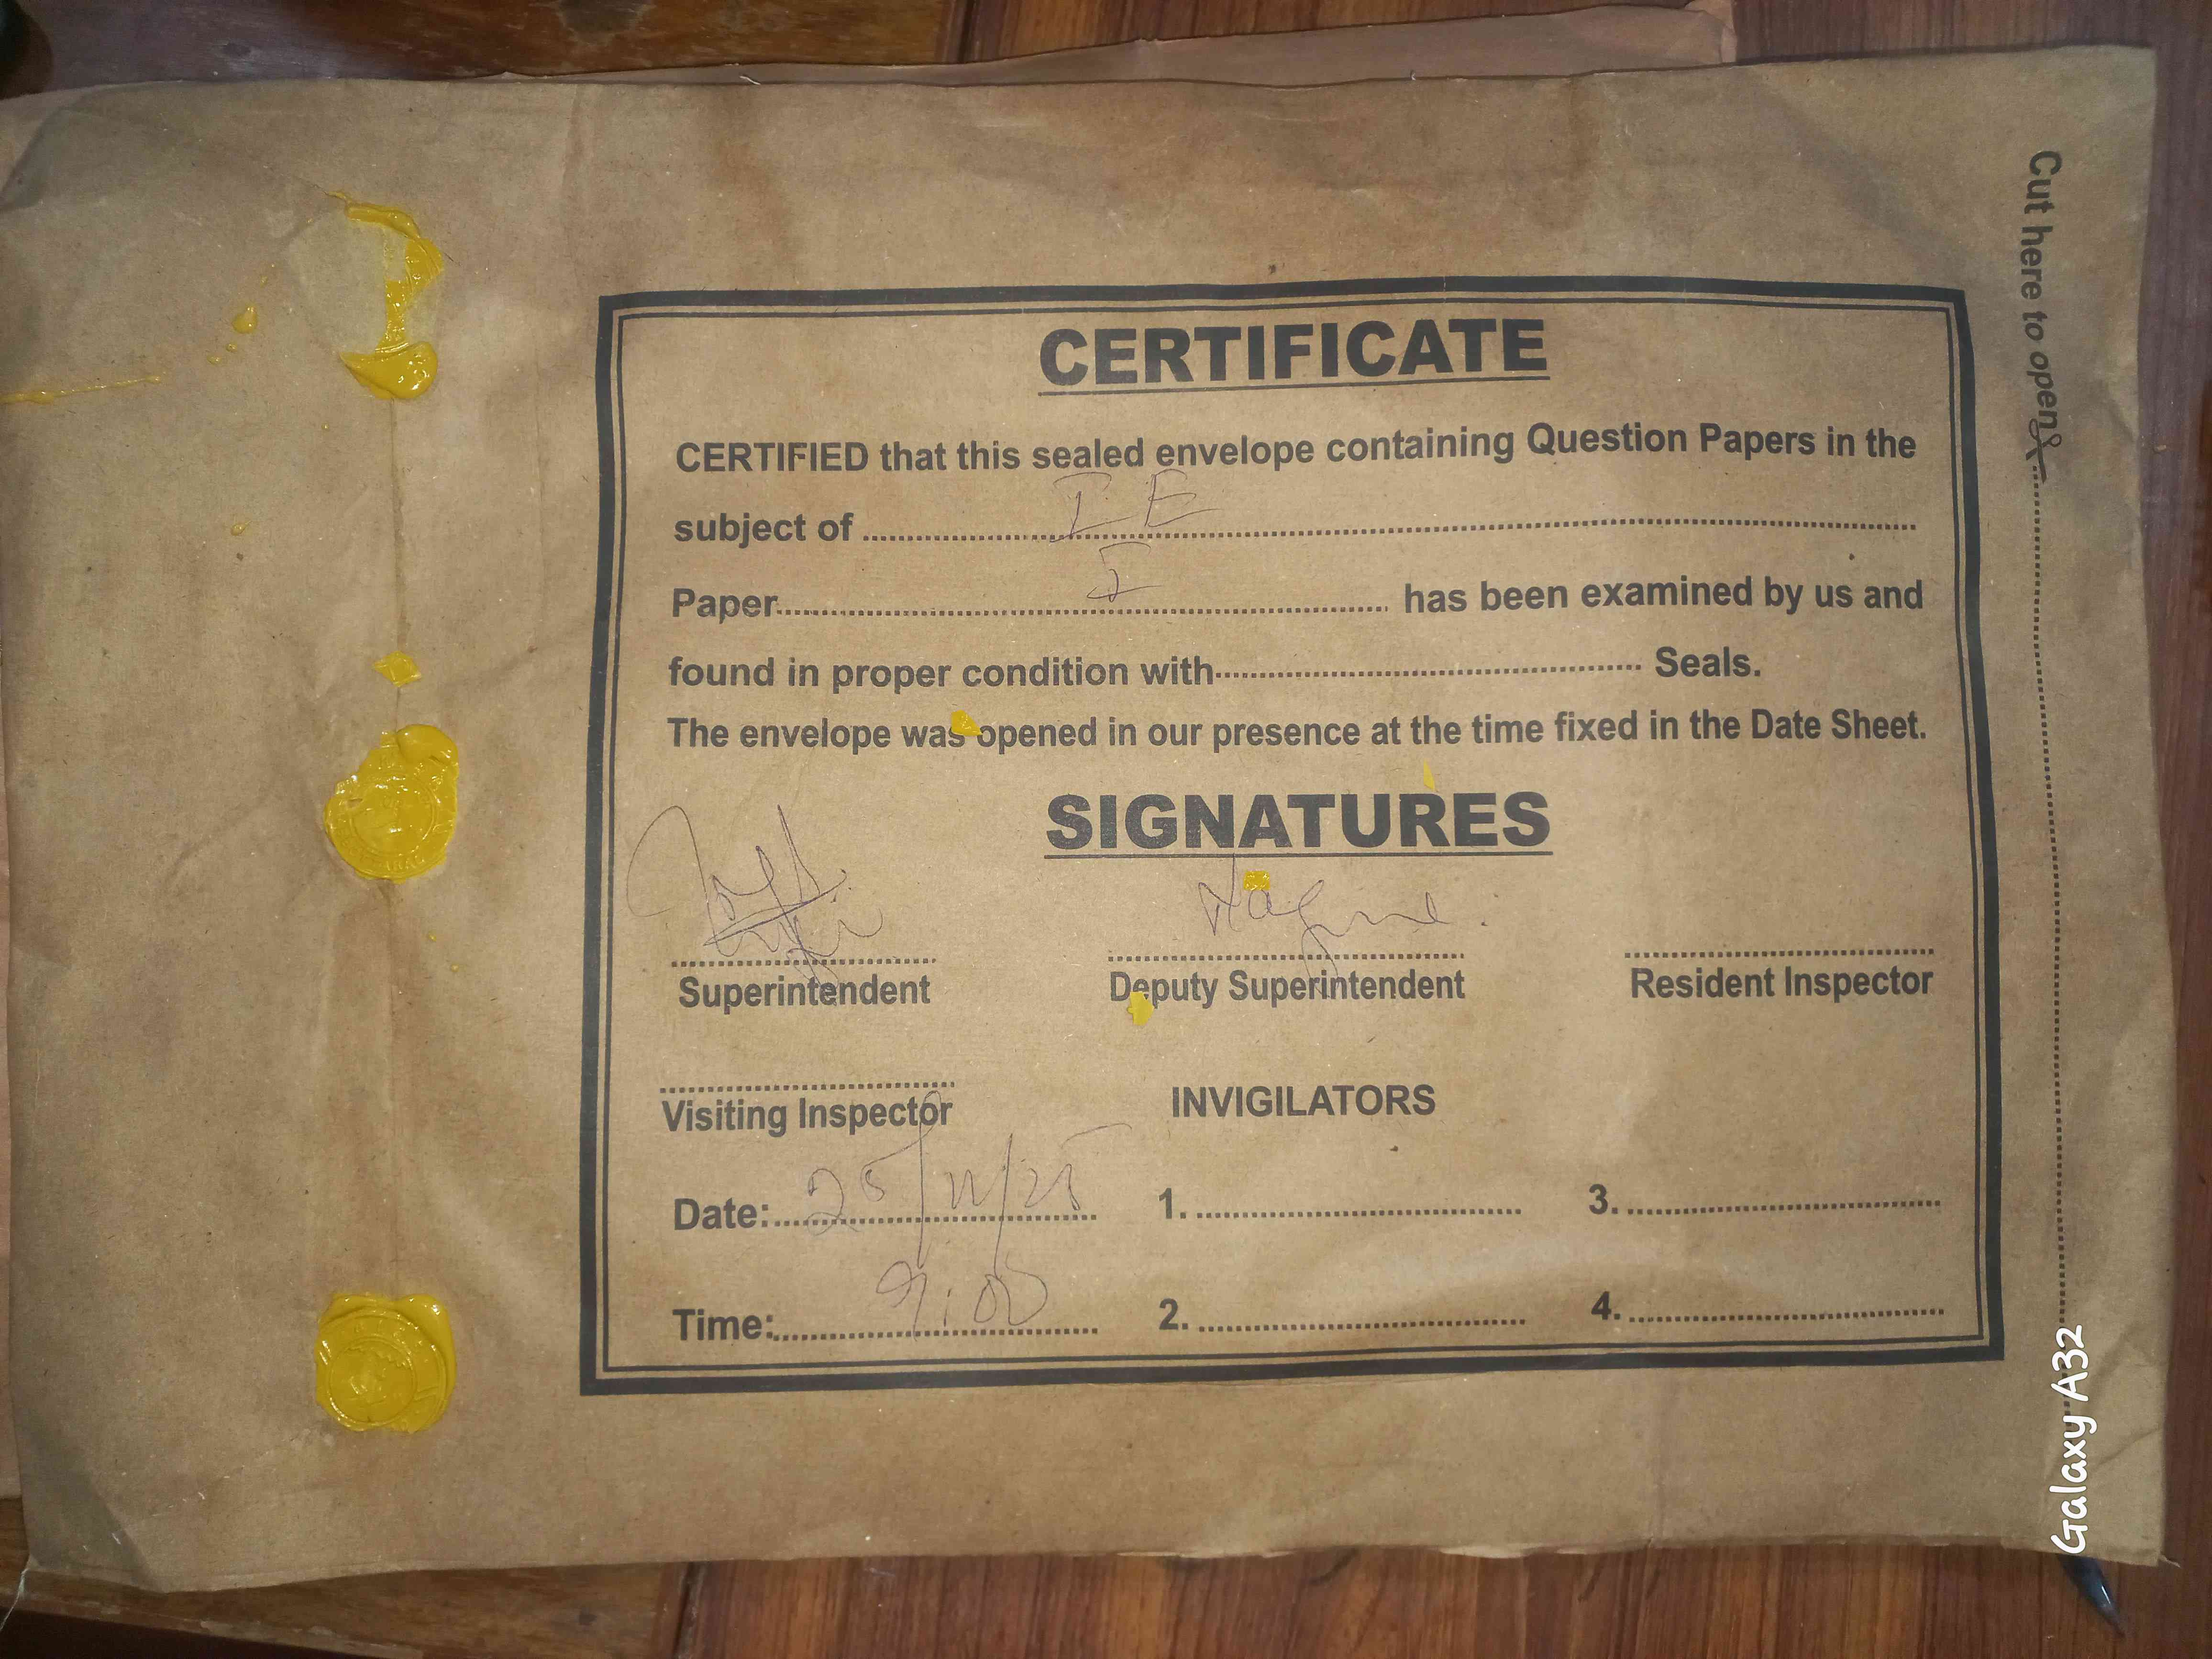 Cut here to open
CERTIFICATE
CERTIFIED that this sealed envelope containing Question Papers in the
subject of .......... I E ..........
Paper.......... I .......... has been examined by us and
found in proper condition with.......... Seals.
The envelope was opened in our presence at the time fixed in the Date Sheet.
SIGNATURES
Superintendent Deputy Superintendent Resident Inspector
Visiting Inspector INVIGILATORS
Date: 25/11/25 1. .......... 3. ..........
Time: 9:00 2. .......... 4. ..........
Galaxy A32